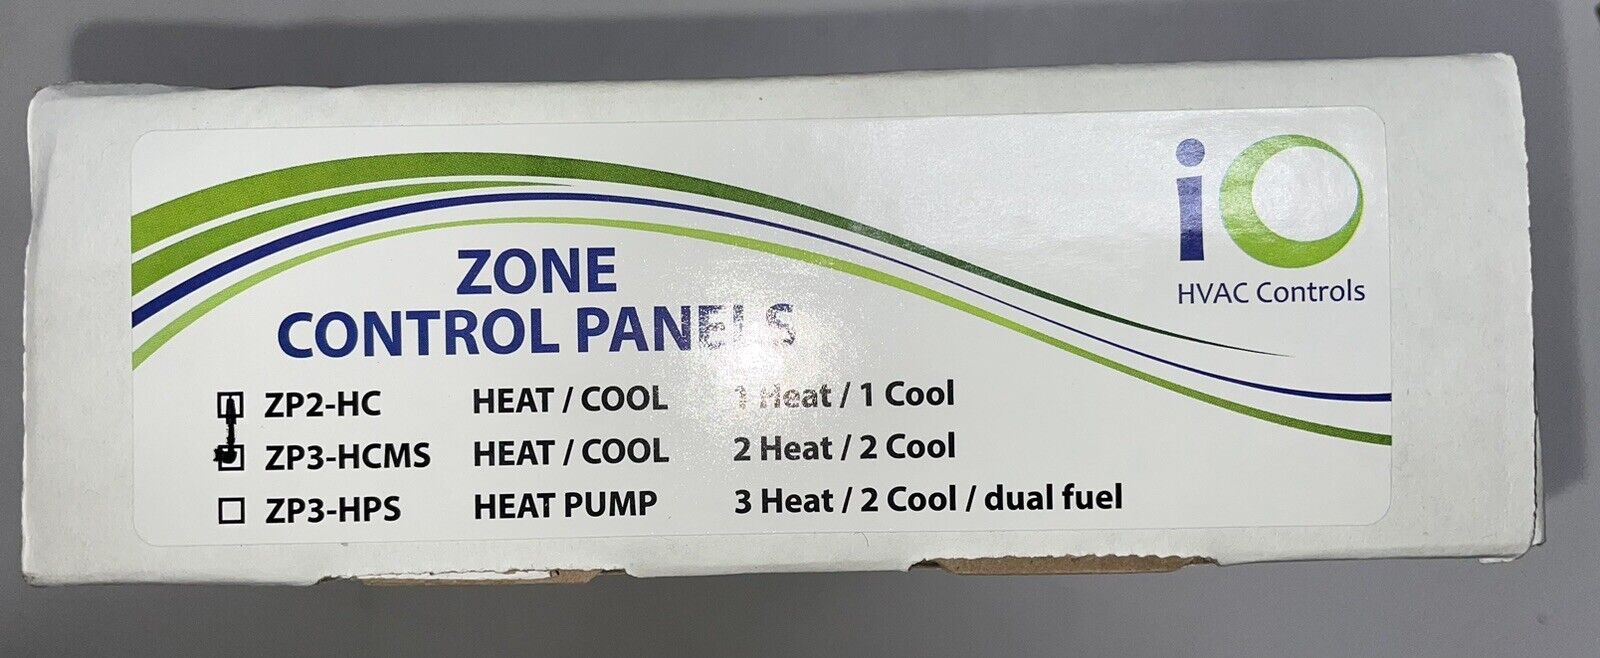 iO
HVAC Controls
ZONE
CONTROL PANELS
ZP2-HC HEAT / COOL 1 Heat / 1 Cool
ZP3-HCMS HEAT / COOL 2 Heat / 2 Cool
ZP3-HPS HEAT PUMP 3 Heat / 2 Cool / dual fuel